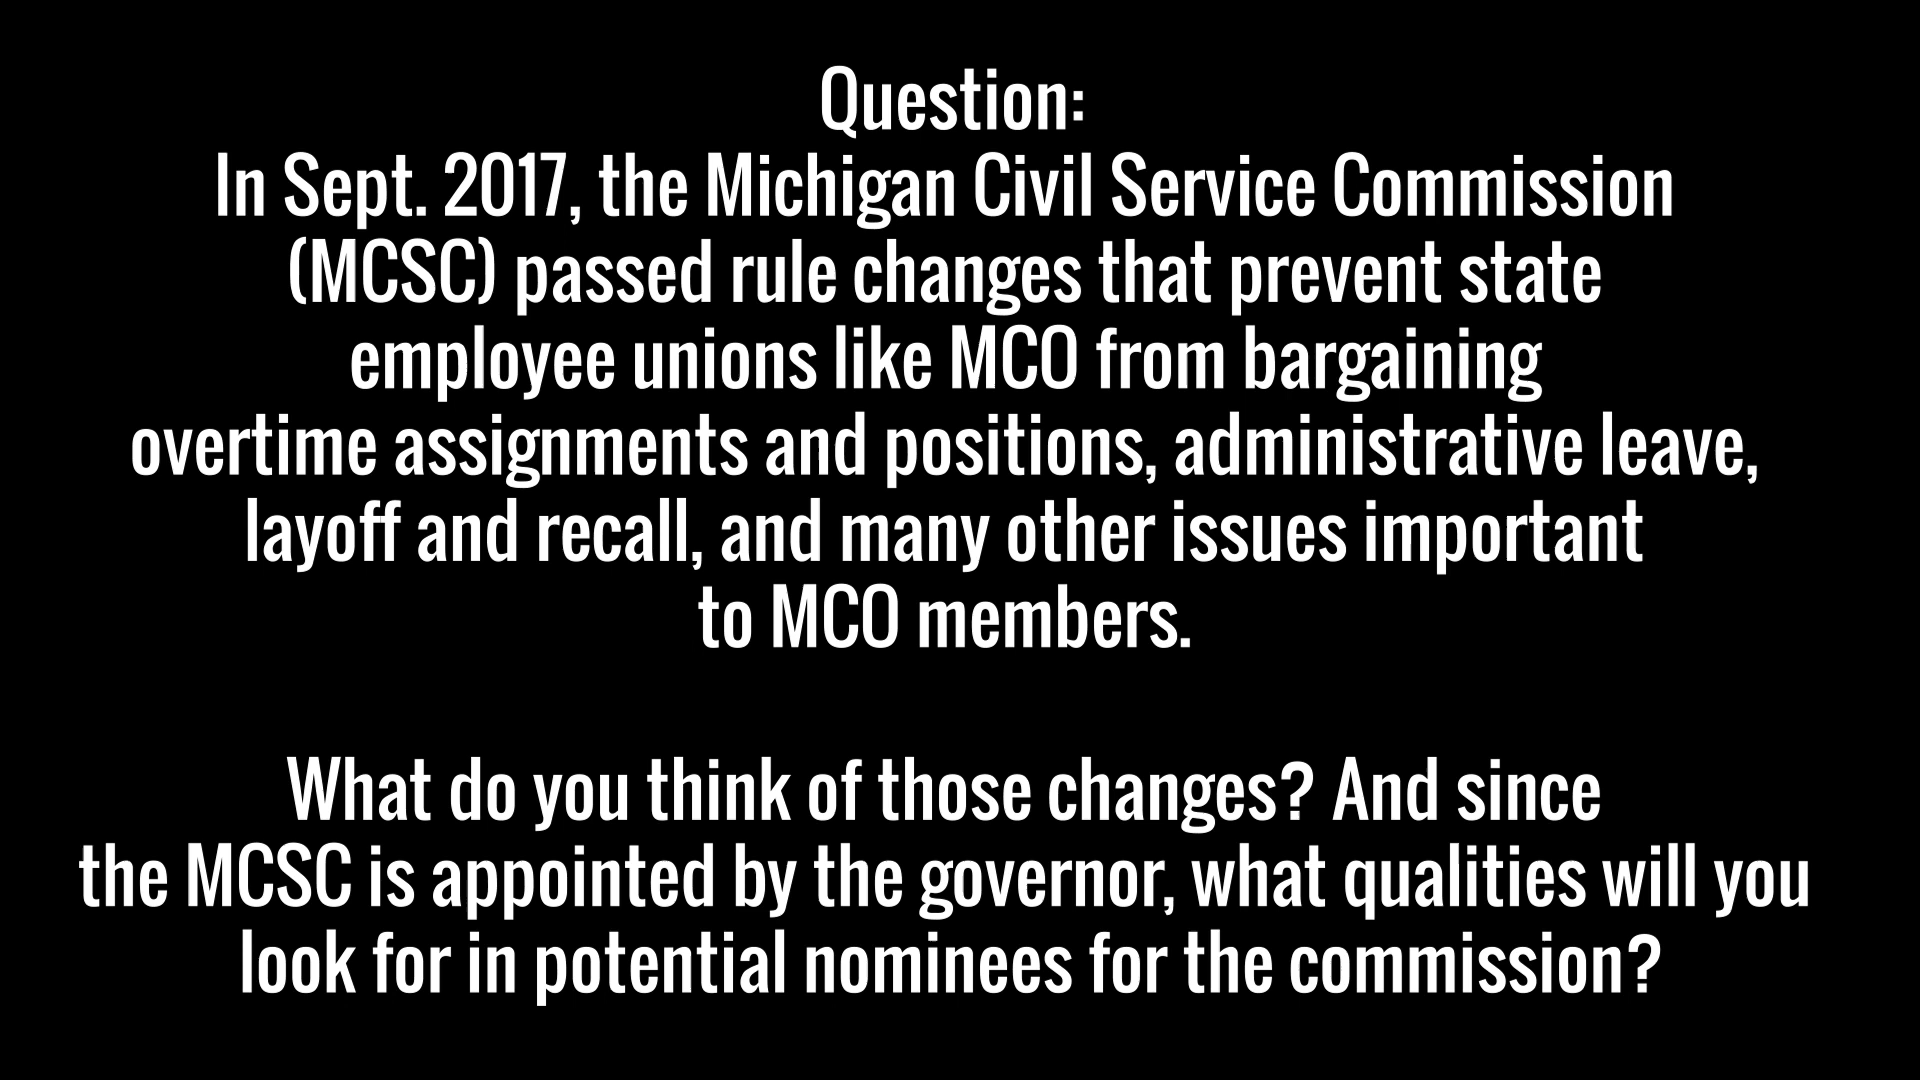 Question:
In Sept. 2017, the Michigan Civil Service Commission
(MCSC) passed rule changes that prevent state
employee unions like MCO from bargaining
overtime assignments and positions, administrative leave,
layoff and recall, and many other issues important
to MCO members.
What do you think of those changes? And since
the MCSC is appointed by the governor, what qualities will you
look for in potential nominees for the commission?